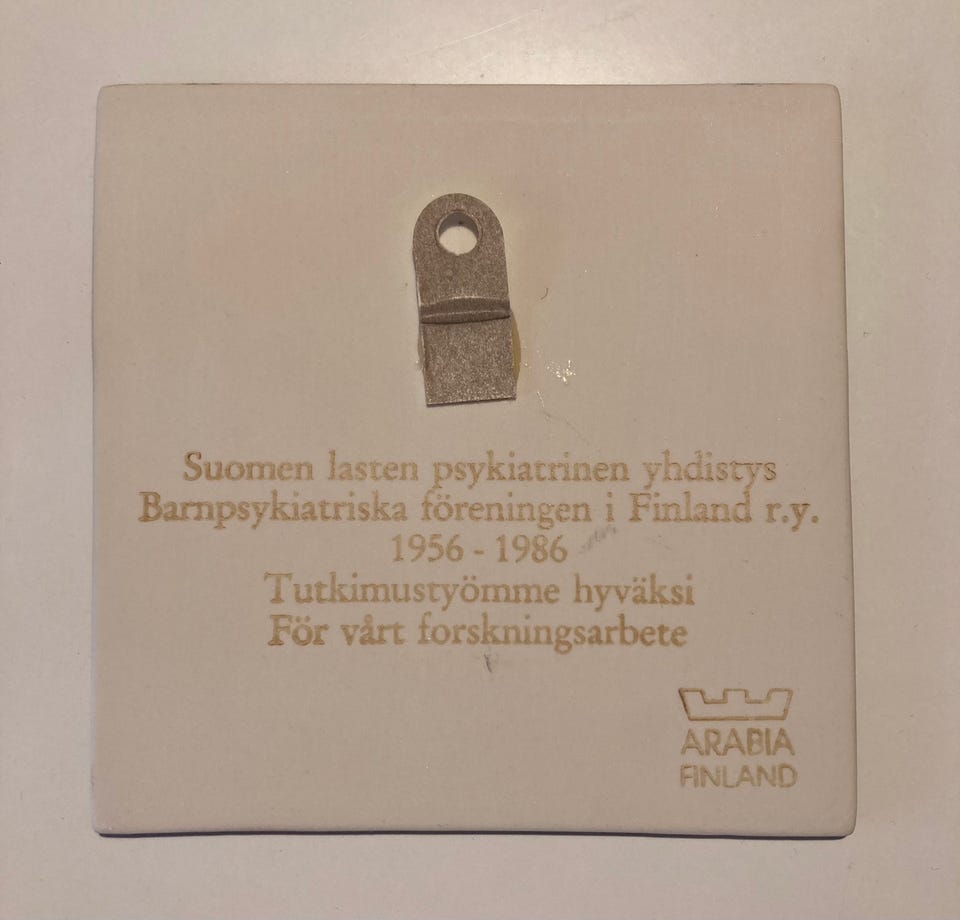 Suomen lasten psykiatrinen yhdistys
Barnpsykiatriska föreningen i Finland r.y.
1956 - 1986
Tutkimustyömme hyväksi
För vårt forskningsarbete
ARABIA
FINLAND